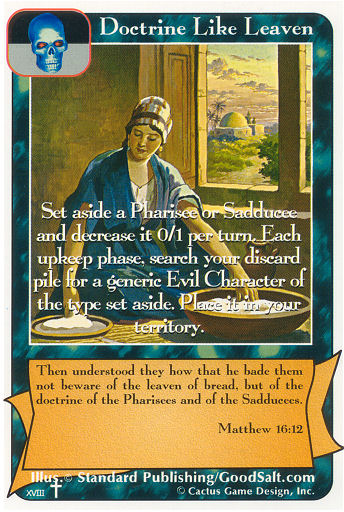 Doctrine Like Leaven
Set aside a Pharisee or Sadducee
and decrease it 0/1 per turn. Each
upkeep phase, search your discard
pile for a generic Evil Character of
the type set aside. Place it in your
territory.
Then understood they how that he bade them
not beware of the leaven of bread, but of the
doctrine of the Pharisees and of the Sadducees.
Matthew 16:12
Illus. © Standard Publishing/GoodSalt.com
XVIII © Cactus Game Design, Inc.